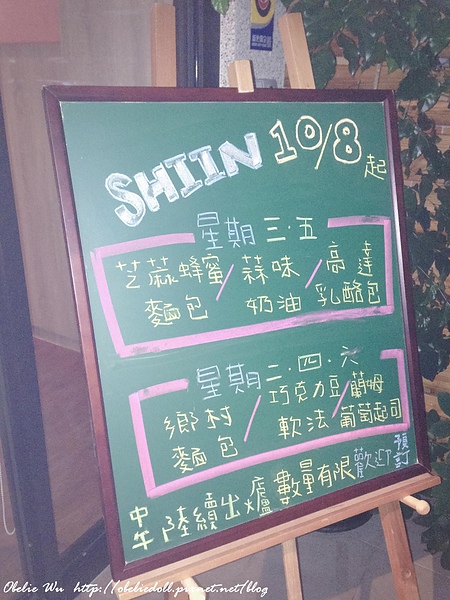 SHIIN 10/8 起
星期 三・五
芝蔴蜂蜜 / 蒜味 / 高達
麵包 奶油 乳酪包
星期二・四・六
鄉村 / 巧克力豆 / 蘭姆
麵包 軟法 葡萄起司
中午陸續出爐 數量有限 歡迎預訂
Obelie Wu http://obeliedoll.pixnet.net/blog